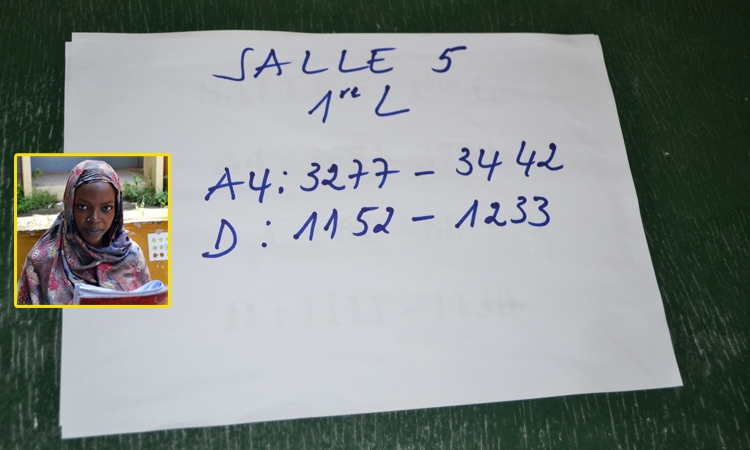 SALLE 5
1re L
A4 : 3277 - 3442
D : 1152 - 1233